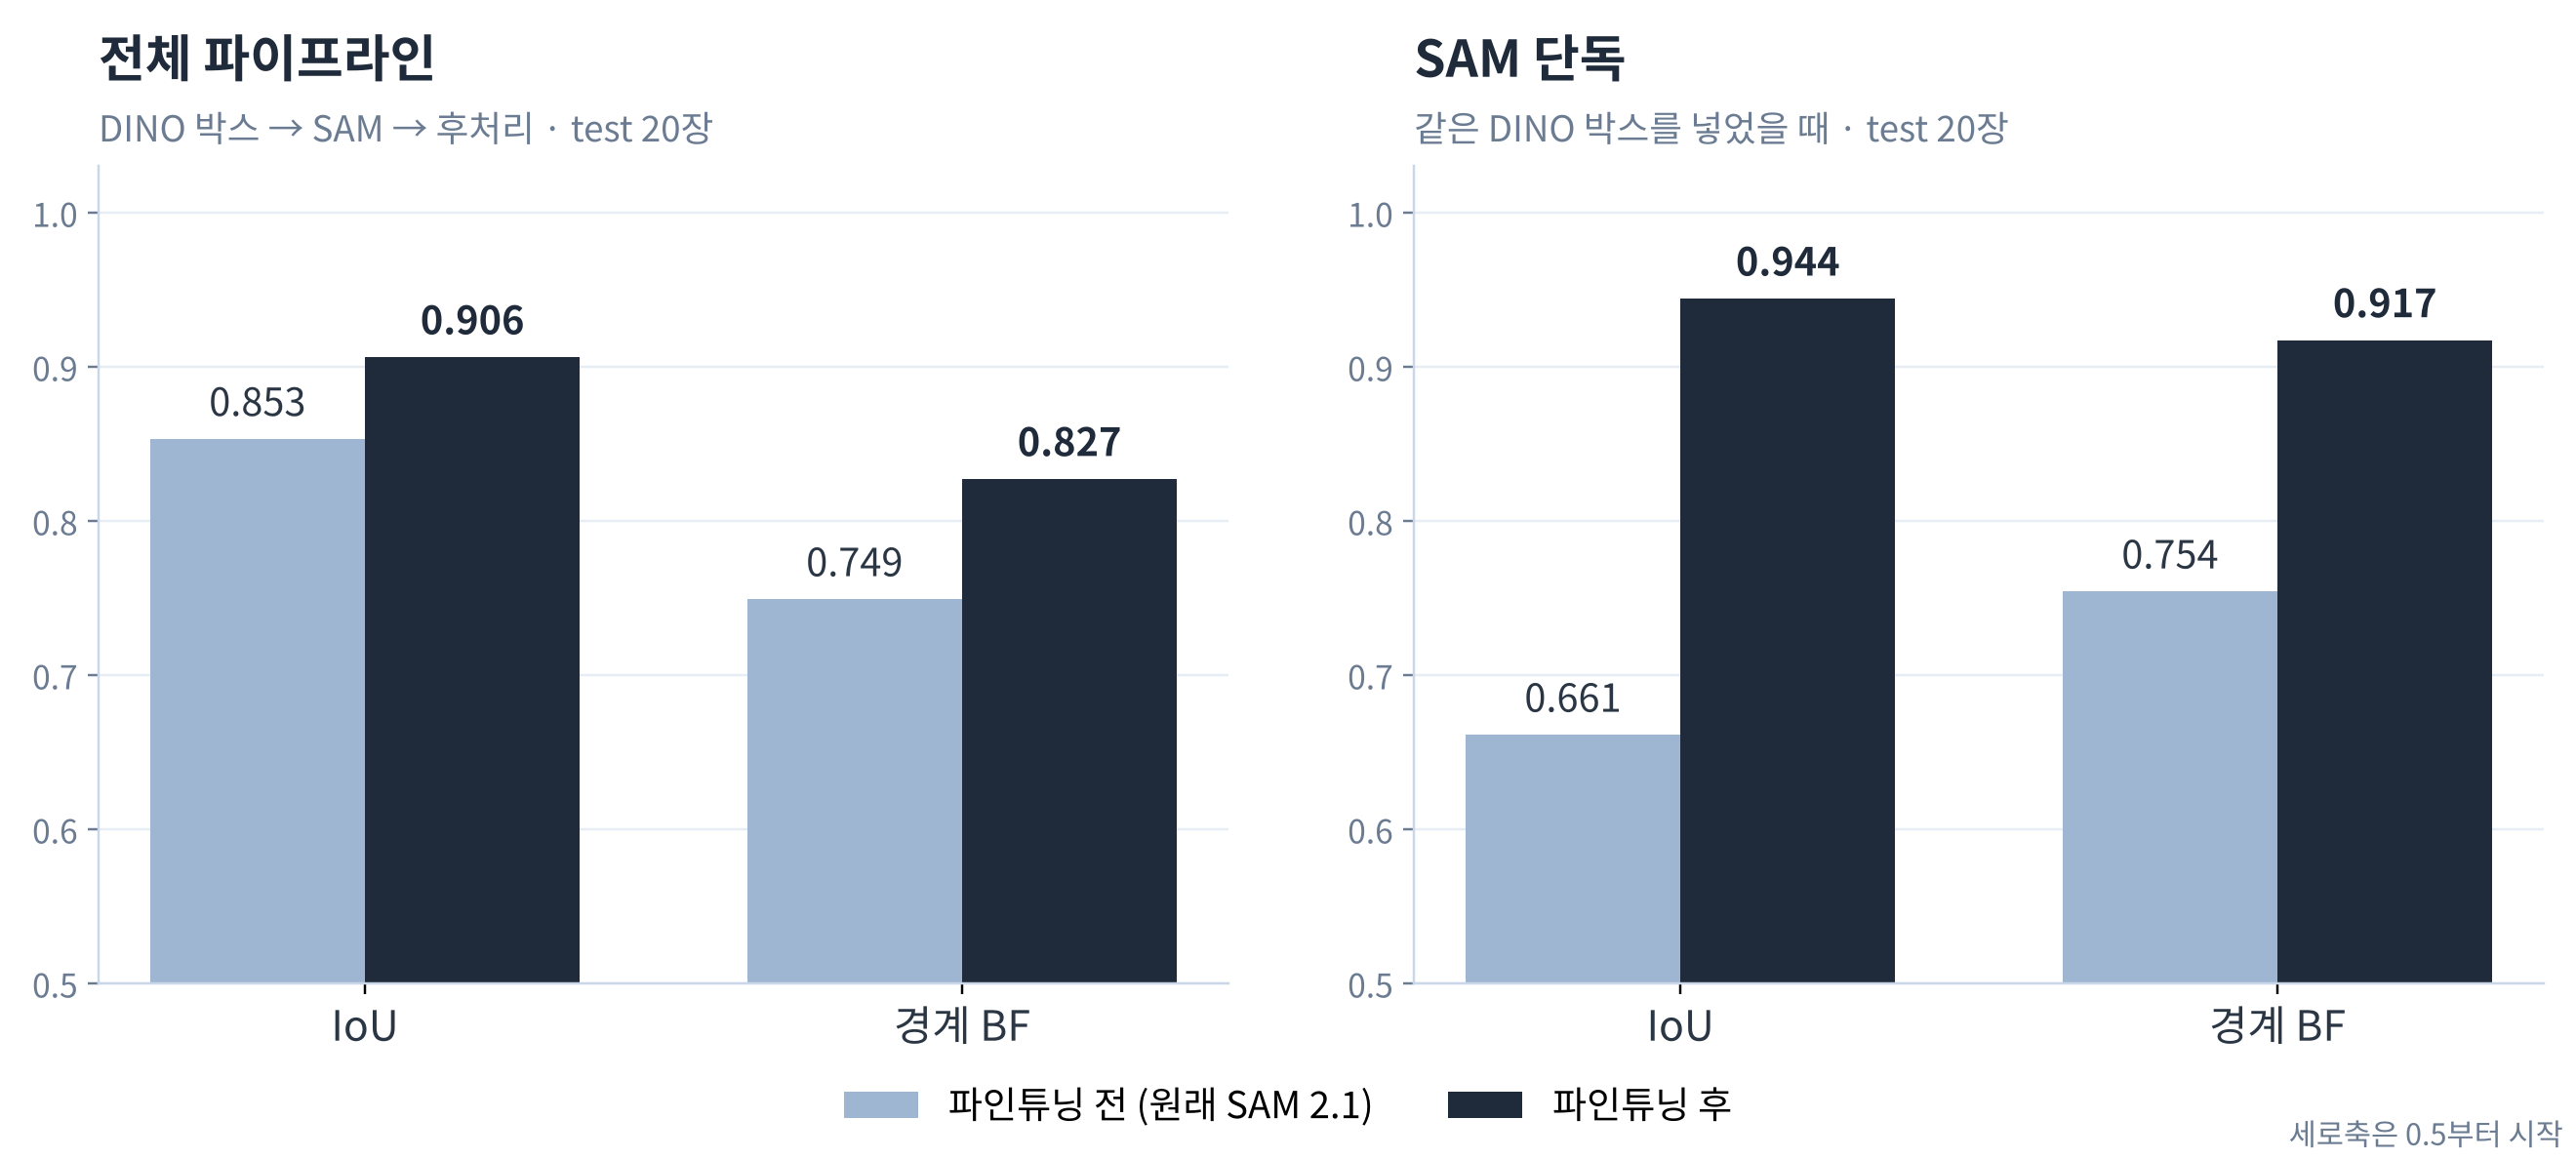 전체 파이프라인
DINO 박스 → SAM → 후처리 · test 20장
1.0
0.9
0.8
0.7
0.6
0.5
0.853
0.906
0.749
0.827
IoU
경계 BF
SAM 단독
같은 DINO 박스를 넣었을 때 · test 20장
1.0
0.9
0.8
0.7
0.6
0.5
0.661
0.944
0.754
0.917
IoU
경계 BF
파인튜닝 전 (원래 SAM 2.1)
파인튜닝 후
세로축은 0.5부터 시작